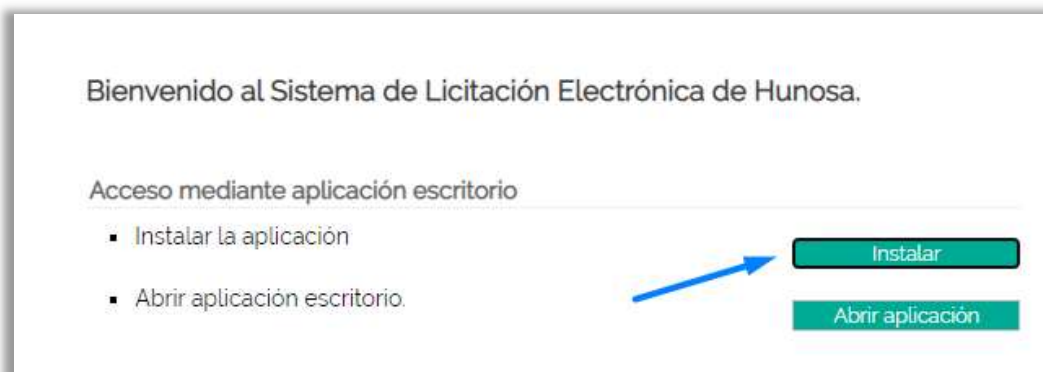 Bienvenido al Sistema de Licitación Electrónica de Hunosa.
Acceso mediante aplicación escritorio
▪ Instalar la aplicación
Instalar
▪ Abrir aplicación escritorio.
Abrir aplicación